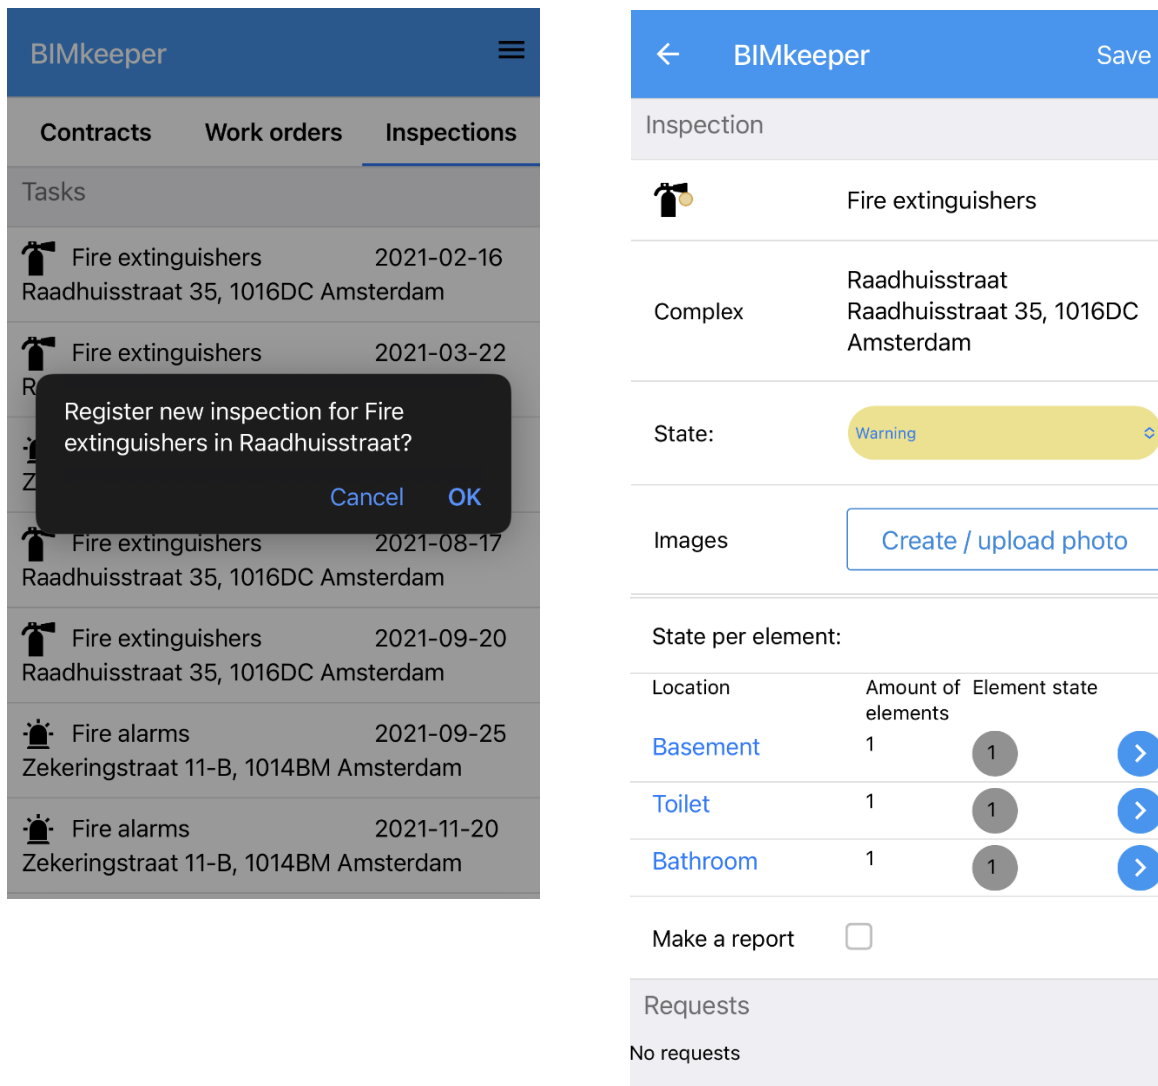 BIMkeeper
Contracts Work orders Inspections
Tasks
Fire extinguishers 2021-02-16
Raadhuisstraat 35, 1016DC Amsterdam
Fire extinguishers 2021-03-22
R
Register new inspection for Fire
extinguishers in Raadhuisstraat?
Z
Cancel OK
Fire extinguishers 2021-08-17
Raadhuisstraat 35, 1016DC Amsterdam
Fire extinguishers 2021-09-20
Raadhuisstraat 35, 1016DC Amsterdam
Fire alarms 2021-09-25
Zekeringstraat 11-B, 1014BM Amsterdam
Fire alarms 2021-11-20
Zekeringstraat 11-B, 1014BM Amsterdam
BIMkeeper Save
Inspection
Fire extinguishers
Complex
Raadhuisstraat
Raadhuisstraat 35, 1016DC
Amsterdam
State: Warning
Images Create / upload photo
State per element:
Location Amount of elements Element state
Basement 1 1
Toilet 1 1
Bathroom 1 1
Make a report
Requests
No requests